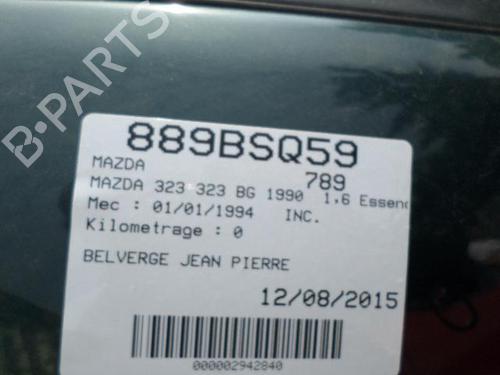 B-PARTS
889BSQ59
MAZDA 789
MAZDA 323 323 BG 1990 1,6 Essenc
Mec : 01/01/1994 INC.
Kilometrage : 0
BELVERGE JEAN PIERRE
12/08/2015
000002942840